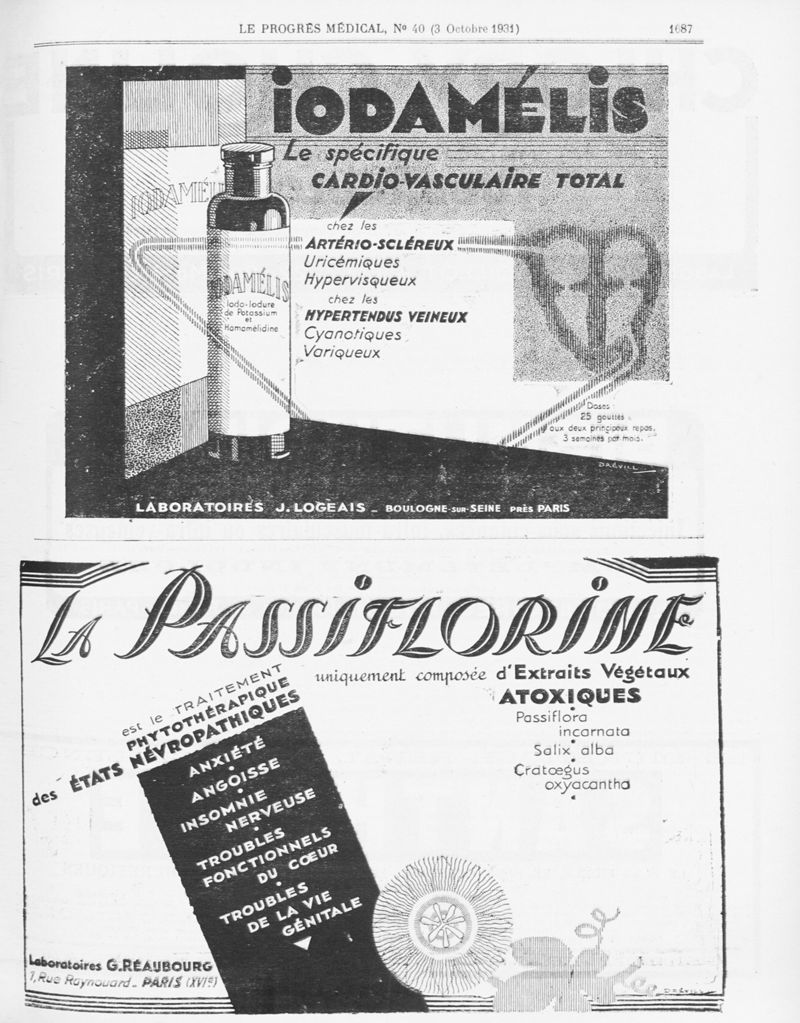 LE PROGRÈS MÉDICAL, Nº 40 (3 Octobre 1931)
1687
IODAMÉLIS
Le spécifique
CARDIO-VASCULAIRE TOTAL
chez les
ARTÉRIO-SCLÉREUX
Uricémiques
Hypervisqueux
chez les
HYPERTENDUS VEINEUX
Cyanotiques
Variqueux
IODAMÉLIS
Iodo-Iodure
de Potassium
et
Hamamélidine
Doses:
25 gouttes
aux deux principaux repas.
3 semaines par mois.
DRÉVILL
LABORATOIRES J. LOGEAIS _ BOULOGNE-SUR-SEINE PRÈS PARIS
LA PASSIFLORINE
uniquement composée d'Extraits Végétaux
ATOXIQUES
Passiflora
incarnata
Salix alba
Cratœgus
oxyacantha
est le TRAITEMENT
PHYTOTHÉRAPIQUE
des ÉTATS NÉVROPATHIQUES
ANXIÉTÉ
ANGOISSE
INSOMNIE
NERVEUSE
TROUBLES
FONCTIONNELS
DU CŒUR
TROUBLES
DE LA VIE
GÉNITALE
Laboratoires G.RÉAUBOURG
1, Rue Raynouard_ PARIS (XVIe)